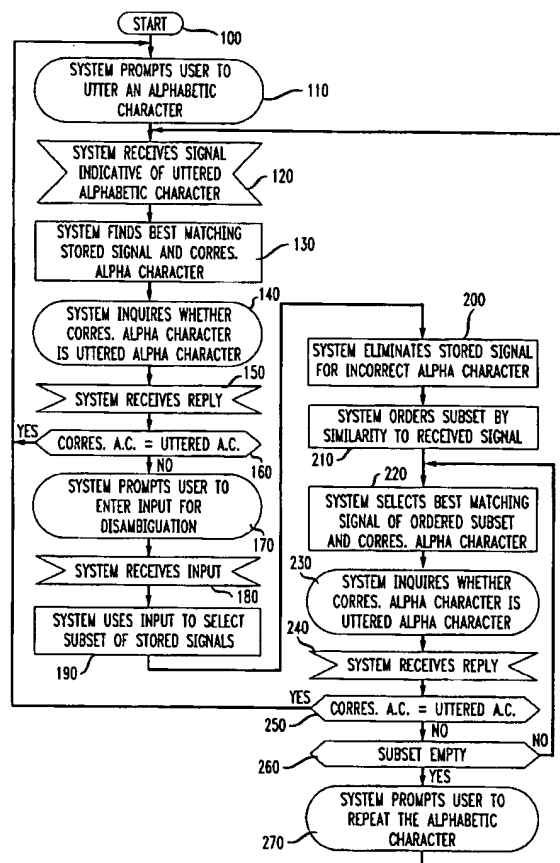 START
100
SYSTEM PROMPTS USER TO
UTTER AN ALPHABETIC
CHARACTER
110
SYSTEM RECEIVES SIGNAL
INDICATIVE OF UTTERED
ALPHABETIC CHARACTER
120
SYSTEM FINDS BEST MATCHING
STORED SIGNAL AND CORRES.
ALPHA CHARACTER
130
140
SYSTEM INQUIRES WHETHER
CORRES. ALPHA CHARACTER
IS UTTERED ALPHA CHARACTER
150
SYSTEM RECEIVES REPLY
YES
CORRES. A.C. = UTTERED A.C.
160
NO
SYSTEM PROMPTS USER TO
ENTER INPUT FOR
DISAMBIGUATION
170
SYSTEM RECEIVES INPUT
180
SYSTEM USES INPUT TO SELECT
SUBSET OF STORED SIGNALS
190
200
SYSTEM ELIMINATES STORED SIGNAL
FOR INCORRECT ALPHA CHARACTER
SYSTEM ORDERS SUBSET BY
SIMILARITY TO RECEIVED SIGNAL
210
220
SYSTEM SELECTS BEST MATCHING
SIGNAL OF ORDERED SUBSET
AND CORRES. ALPHA CHARACTER
230
SYSTEM INQUIRES WHETHER
CORRES. ALPHA CHARACTER IS
UTTERED ALPHA CHARACTER
240
SYSTEM RECEIVES REPLY
YES
CORRES. A.C. = UTTERED A.C.
250
NO
SUBSET EMPTY
NO
260
YES
SYSTEM PROMPTS USER TO
REPEAT THE ALPHABETIC
CHARACTER
270